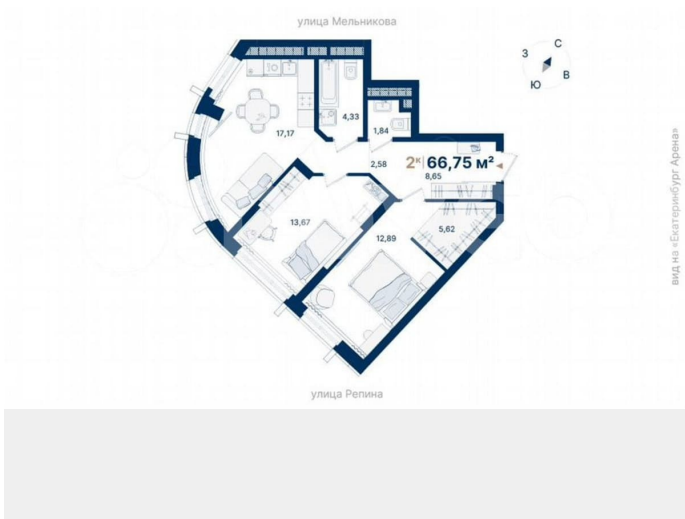 улица Мельникова
С
З
В
Ю
4,33
1,84
17,17
2,58
2к 66,75 м²
8,65
13,67
5,62
12,89
вид на «Екатеринбург Арена»
улица Репина